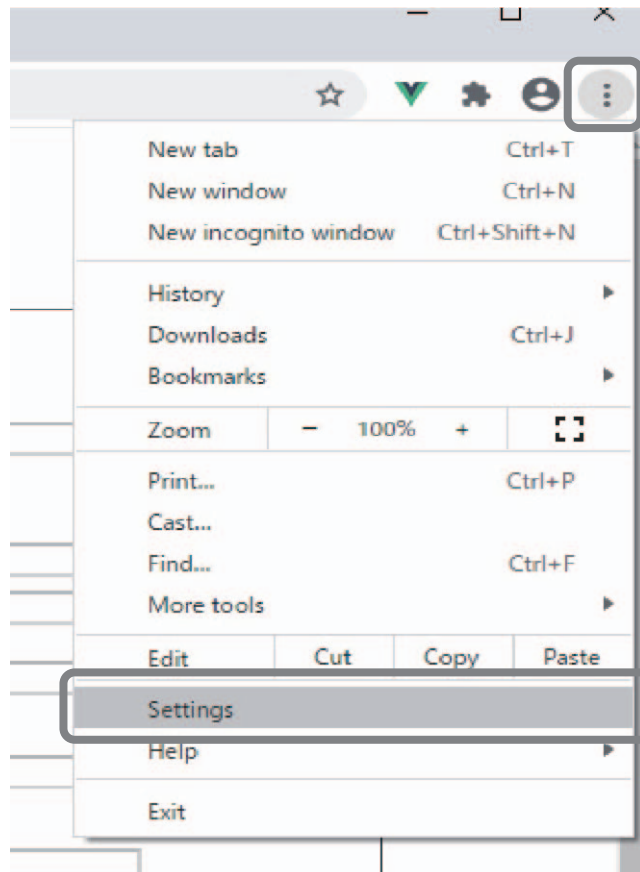 New tab Ctrl+T
New window Ctrl+N
New incognito window Ctrl+Shift+N
History
Downloads Ctrl+J
Bookmarks
Zoom − 100% +
Print... Ctrl+P
Cast...
Find... Ctrl+F
More tools
Edit Cut Copy Paste
Settings
Help
Exit